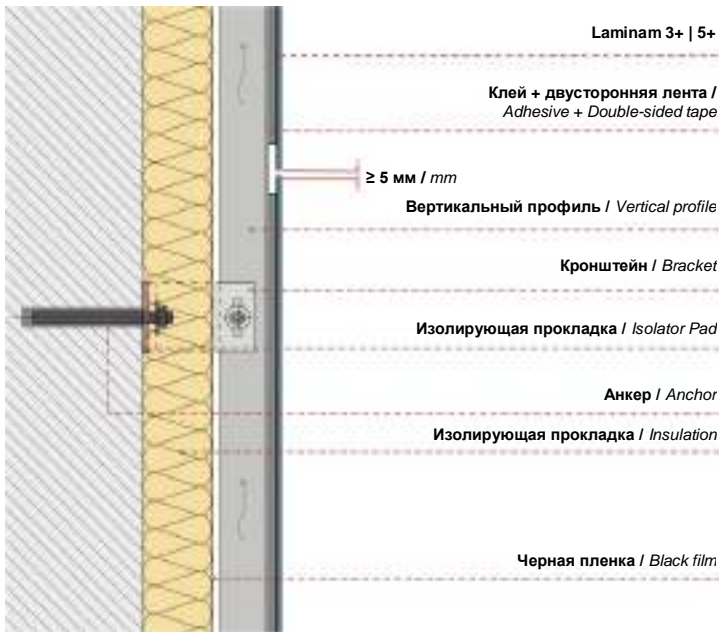 Laminam 3+ | 5+
Клей + двусторонняя лента /
Adhesive + Double-sided tape
≥ 5 мм / mm
Вертикальный профиль / Vertical profile
Кронштейн / Bracket
Изолирующая прокладка / Isolator Pad
Анкер / Anchor
Изолирующая прокладка / Insulation
Черная пленка / Black film